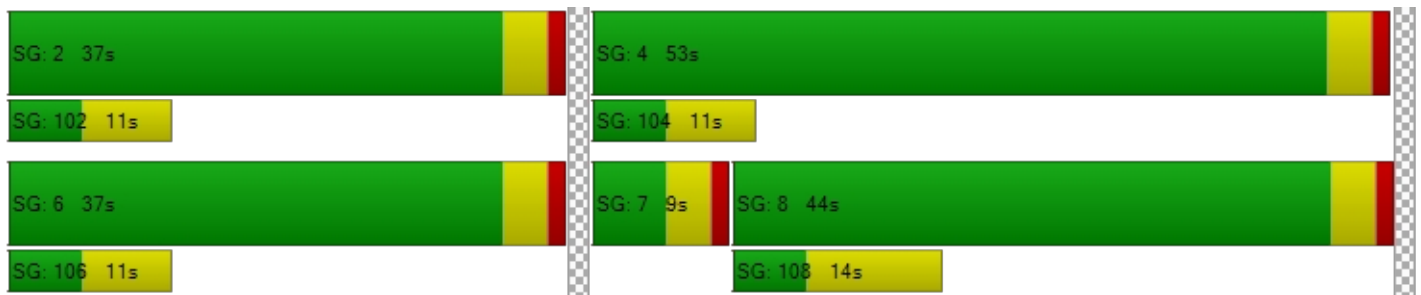 SG: 2 37s
SG: 4 53s
SG: 102 11s
SG: 104 11s
SG: 6 37s
SG: 7 9s
SG: 8 44s
SG: 106 11s
SG: 108 14s